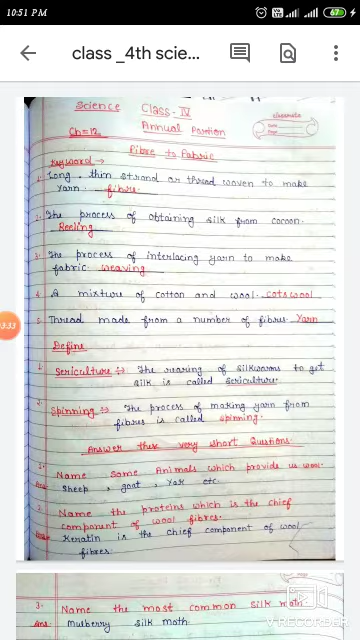 10:51 PM
67
class _4th scie...
Science Class-IV
Annual Portion
classmate
Date
Page
Ch=12
Fibre to Fabric
Keyword →
1. Long, thin strand or thread woven to make
yarn. fibre.
2. The process of obtaining silk from cocoon.
Reeling
3. The process of interlacing yarn to make
fabric. weaving
4. A mixture of cotton and wool. cotswool
5. Thread made from a number of fibres. Yarn
Define
1. Sericulture → The rearing of silkworms to get
silk is called sericulture.
2. Spinning → The process of making yarn from
fibres is called spinning.
Answer these very short Questions
1. Name some Animals which provide us wool
Ans: Sheep, goat, Yak etc.
2. Name the proteins which is the chief
component of wool fibres.
Keratin is the chief component of wool
fibres.
3. Name the most common silk moth.
Ans: Mulberry silk moth.
VRECORDER